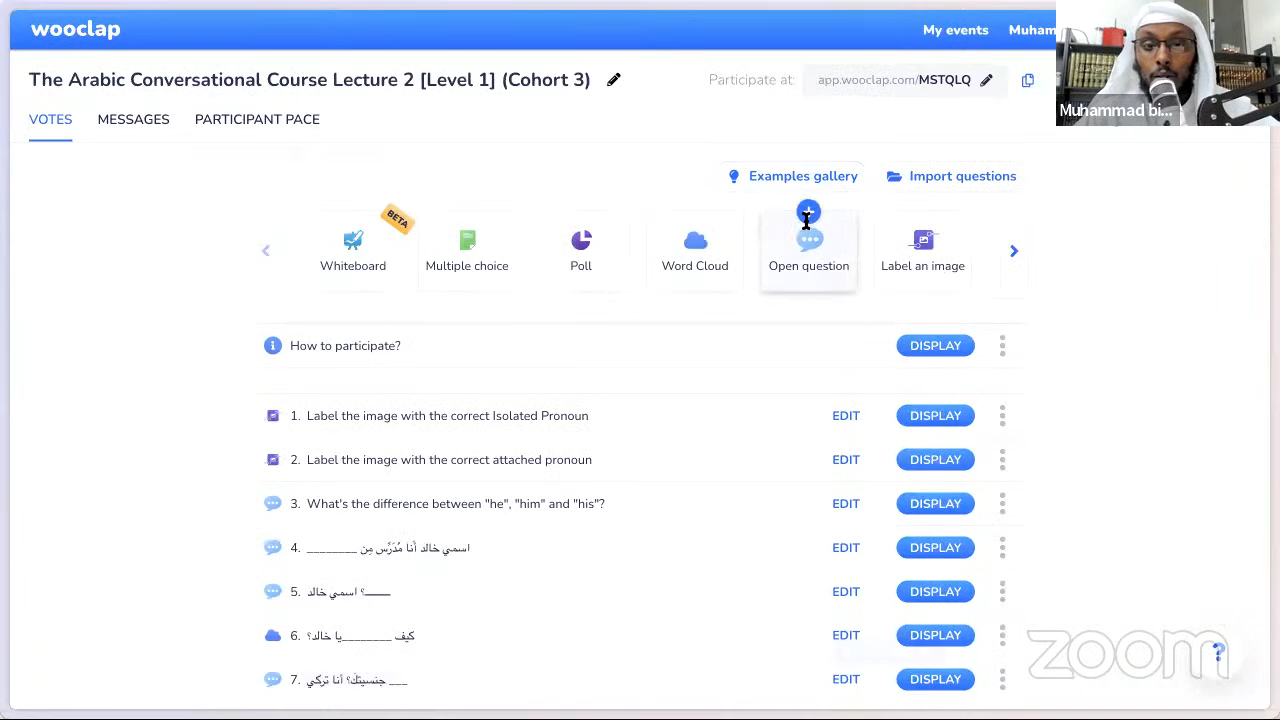 wooclap
My events
Muham
The Arabic Conversational Course Lecture 2 [Level 1] (Cohort 3)
Participate at:
app.wooclap.com/MSTQLQ
Muhammad bi...
VOTES
MESSAGES
PARTICIPANT PACE
Examples gallery
Import questions
BETA
Whiteboard
Multiple choice
Poll
Word Cloud
Open question
Label an image
How to participate?
DISPLAY
1. Label the image with the correct Isolated Pronoun
EDIT
DISPLAY
2. Label the image with the correct attached pronoun
EDIT
DISPLAY
3. What's the difference between "he", "him" and "his"?
EDIT
DISPLAY
4. اسمي خالد أنا مُدَرِّس مِن ________
EDIT
DISPLAY
5. ____؟ اسمي خالد
EDIT
DISPLAY
6. كيف ________يا خالد؟
EDIT
DISPLAY
7. ___ جنسيتك؟ أنا تركي
EDIT
DISPLAY
zoom
?